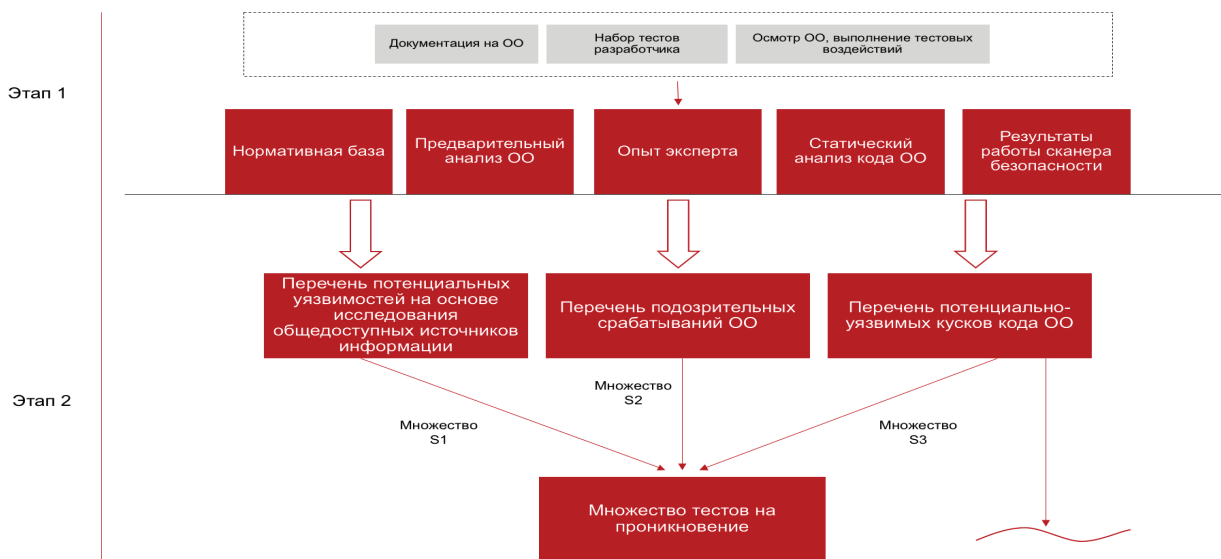 Документация на ОО
Набор тестов
разработчика
Осмотр ОО, выполнение тестовых
воздействий
Этап 1
Нормативная база
Предварительный
анализ ОО
Опыт эксперта
Статический
анализ кода ОО
Результаты
работы сканера
безопасности
Перечень потенциальных
уязвимостей на основе
исследования
общедоступных источников
информации
Перечень подозрительных
срабатываний ОО
Перечень потенциально-
уязвимых кусков кода ОО
Этап 2
Множество
S1
Множество
S2
Множество
S3
Множество тестов на
проникновение